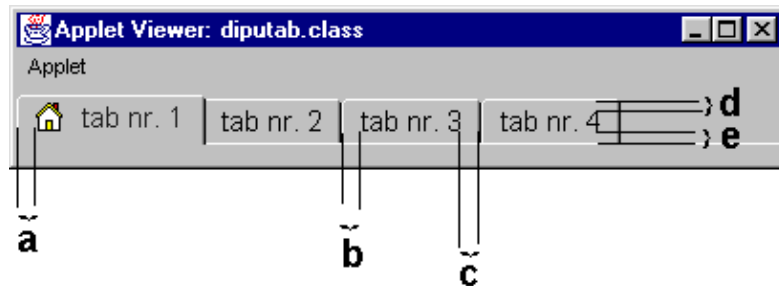 Applet Viewer: diputab.class
Applet
tab nr. 1 tab nr. 2 tab nr. 3 tab nr. 4
d
e
a
b
c